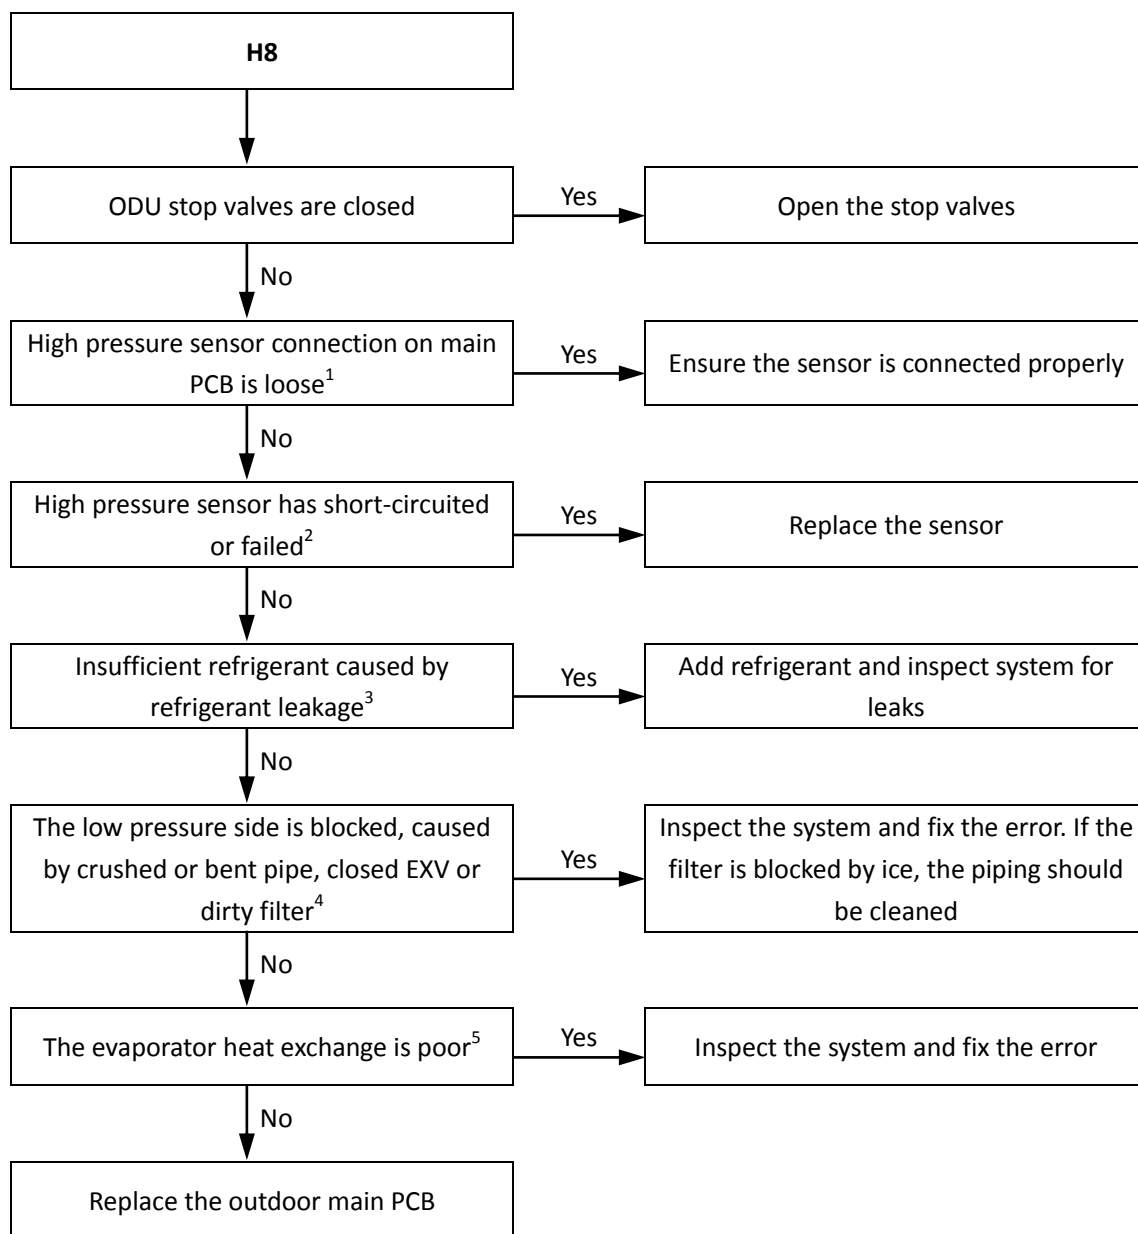 H8
ODU stop valves are closed
Yes
Open the stop valves
No
High pressure sensor connection on main
PCB is loose1
Yes
Ensure the sensor is connected properly
No
High pressure sensor has short-circuited
or failed2
Yes
Replace the sensor
No
Insufficient refrigerant caused by
refrigerant leakage3
Yes
Add refrigerant and inspect system for
leaks
No
The low pressure side is blocked, caused
by crushed or bent pipe, closed EXV or
dirty filter4
Yes
Inspect the system and fix the error. If the
filter is blocked by ice, the piping should
be cleaned
No
The evaporator heat exchange is poor5
Yes
Inspect the system and fix the error
No
Replace the outdoor main PCB